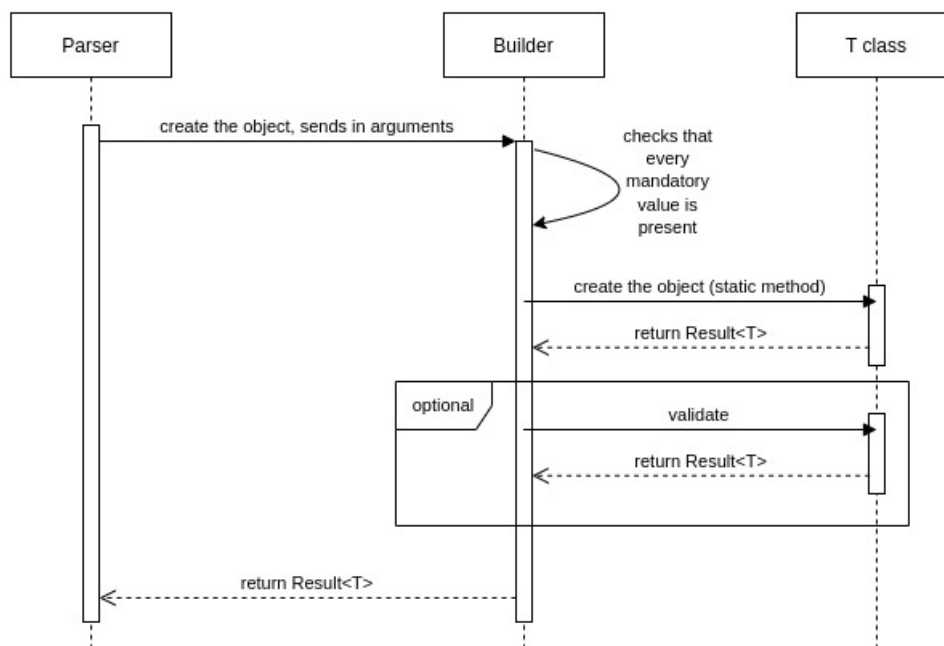 Parser
Builder
T class
create the object, sends in arguments
checks that
every
mandatory
value is
present
create the object (static method)
return Result<T>
optional
validate
return Result<T>
return Result<T>